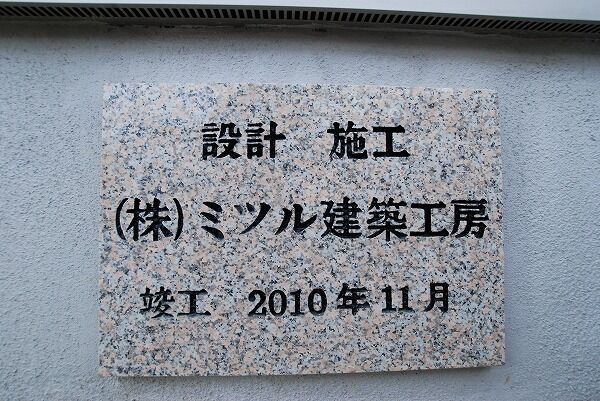 設計　施工
(株)ミツル建築工房
竣工　2010年11月